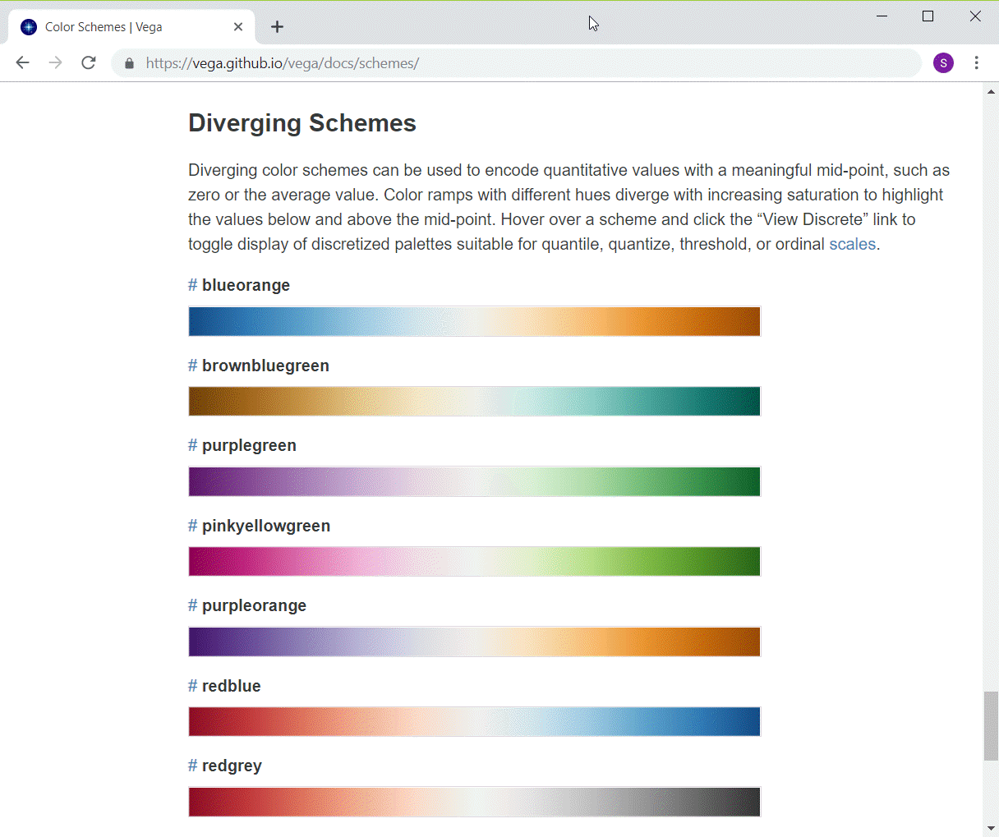 Color Schemes | Vega
https://vega.github.io/vega/docs/schemes/
S
Diverging Schemes
Diverging color schemes can be used to encode quantitative values with a meaningful mid-point, such as
zero or the average value. Color ramps with different hues diverge with increasing saturation to highlight
the values below and above the mid-point. Hover over a scheme and click the “View Discrete” link to
toggle display of discretized palettes suitable for quantile, quantize, threshold, or ordinal scales.
# blueorange
# brownbluegreen
# purplegreen
# pinkyellowgreen
# purpleorange
# redblue
# redgrey